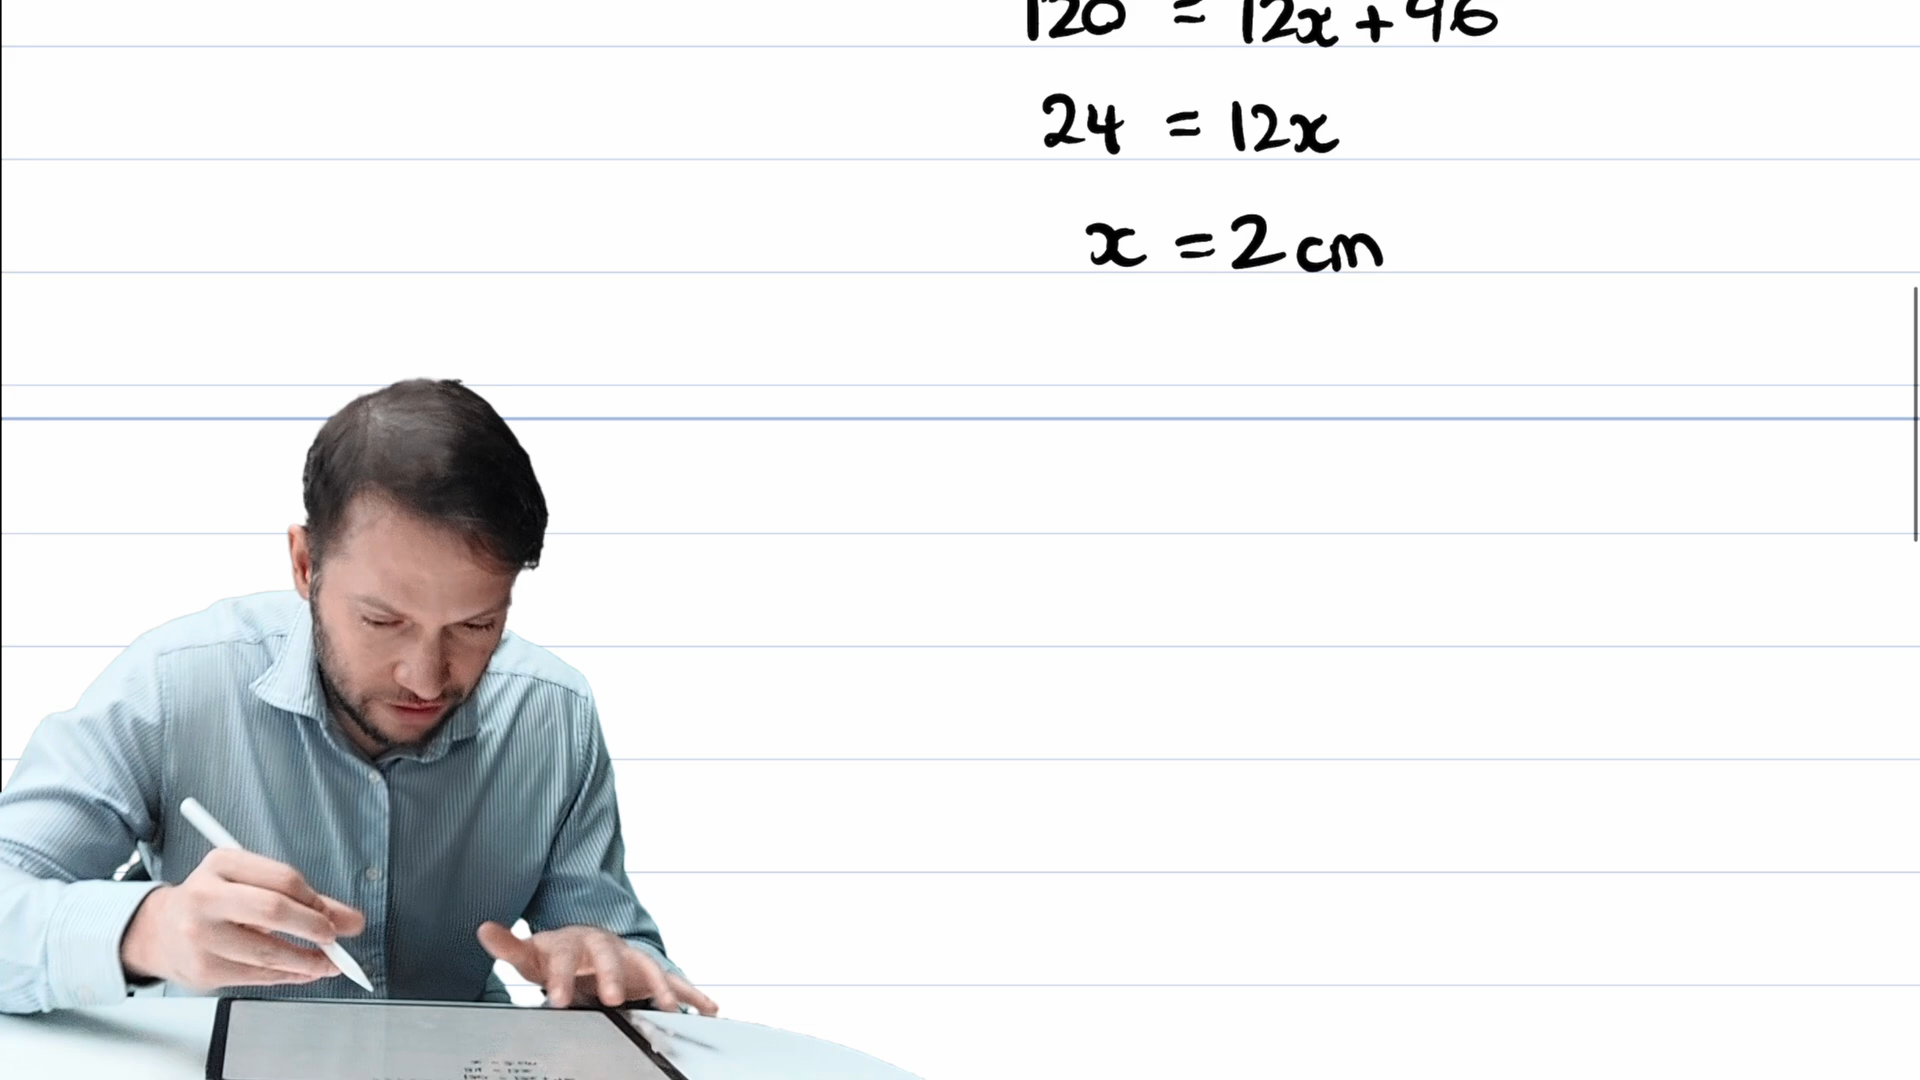 120 = 12x + 96
24 = 12x
x = 2 cm